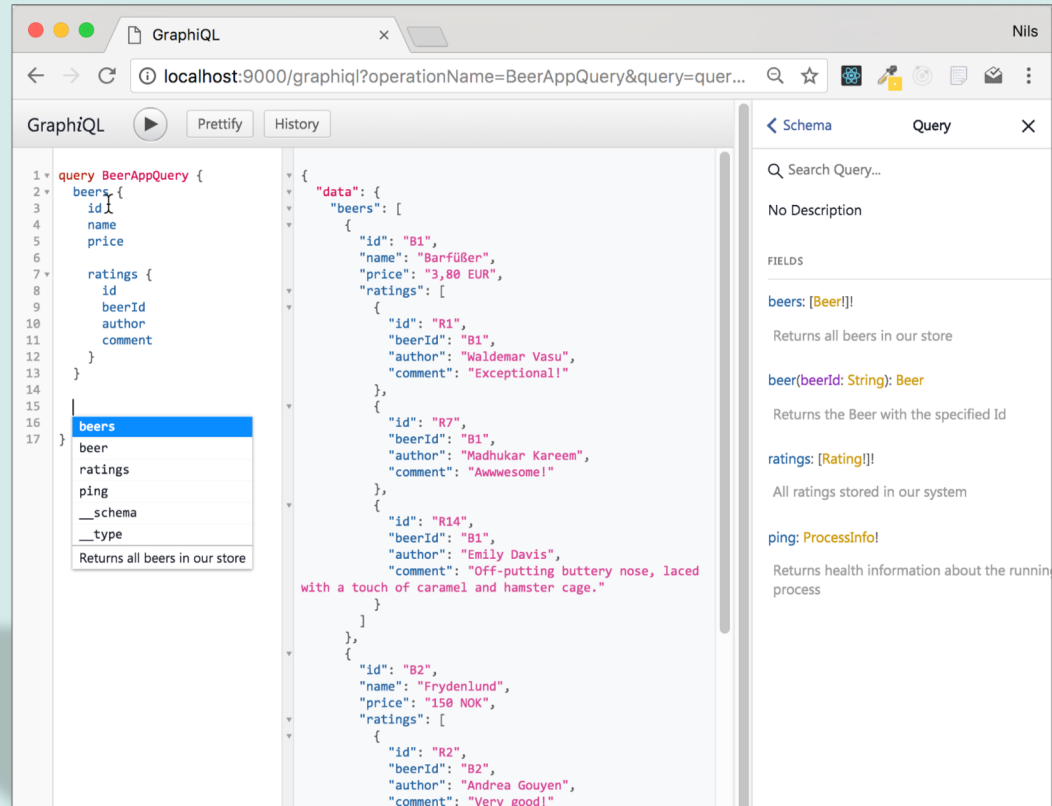 GraphiQL
Nils
localhost:9000/graphiql?operationName=BeerAppQuery&query=quer...
GraphiQL
Prettify
History
1 query BeerAppQuery {
2 beers {
3 id
4 name
5 price
6
7 ratings {
8 id
9 beerId
10 author
11 comment
12 }
13 }
14
15
16
17 }
beers
beer
ratings
ping
__schema
__type
Returns all beers in our store
{
"data": {
"beers": [
{
"id": "B1",
"name": "Barfüßer",
"price": "3,80 EUR",
"ratings": [
{
"id": "R1",
"beerId": "B1",
"author": "Waldemar Vasu",
"comment": "Exceptional!"
},
{
"id": "R7",
"beerId": "B1",
"author": "Madhukar Kareem",
"comment": "Awwwesome!"
},
{
"id": "R14",
"beerId": "B1",
"author": "Emily Davis",
"comment": "Off-putting buttery nose, laced
with a touch of caramel and hamster cage."
}
]
},
{
"id": "B2",
"name": "Frydenlund",
"price": "150 NOK",
"ratings": [
{
"id": "R2",
"beerId": "B2",
"author": "Andrea Gouyen",
"comment": "Very good!"
Schema
Query
Search Query...
No Description
FIELDS
beers: [Beer!]!
Returns all beers in our store
beer(beerId: String): Beer
Returns the Beer with the specified Id
ratings: [Rating!]!
All ratings stored in our system
ping: ProcessInfo!
Returns health information about the running
process